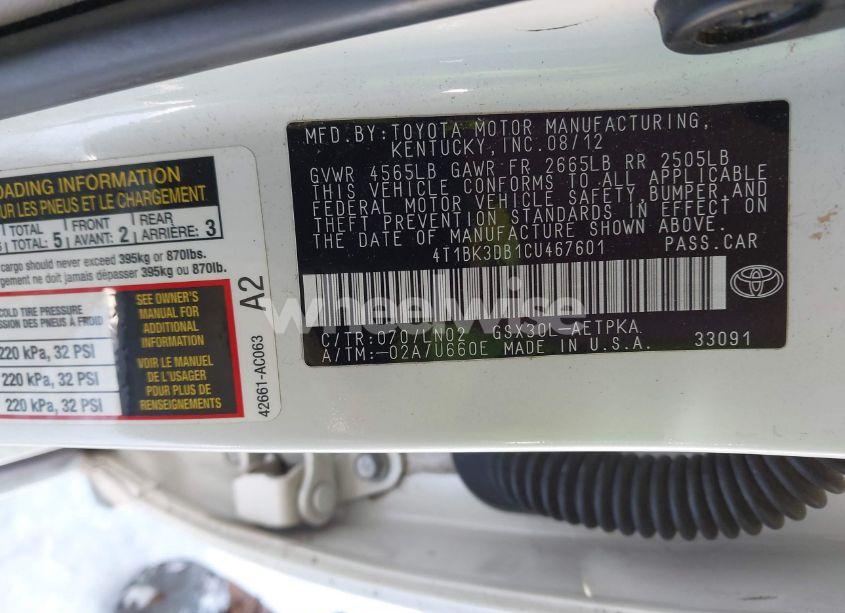 LOADING INFORMATION
UR LES PNEUS ET LE CHARGEMENT
TOTAL
TOTAL: 5
FRONT
AVANT: 2
REAR
ARRIÈRE: 3
cargo should never exceed 395kg or 870lbs.
rgement ne doit jamais dépasser 395kg ou 870lb.
COLD TIRE PRESSURE
DES PNEUS À FROID
220 kPa, 32 PSI
220 kPa, 32 PSI
220 kPa, 32 PSI
SEE OWNER'S
MANUAL FOR
ADDITIONAL
INFORMATION
VOIR LE MANUEL
DE L'USAGER
POUR PLUS DE
RENSEIGNEMENTS
A2
42661-AC063
MFD.BY:TOYOTA MOTOR MANUFACTURING,
KENTUCKY, INC.08/12
GVWR 4565LB GAWR FR 2665LB RR 2505LB
THIS VEHICLE CONFORMS TO ALL APPLICABLE
FEDERAL MOTOR VEHICLE SAFETY,BUMPER,AND
THEFT PREVENTION STANDARDS IN EFFECT ON
THE DATE OF MANUFACTURE SHOWN ABOVE.
4T1BK3DB1CU467601 PASS.CAR
wheelwise
C/TR:070/LN02 GSX30L-AETPKA
A/TM:-02A/U660E MADE IN U.S.A. 33091